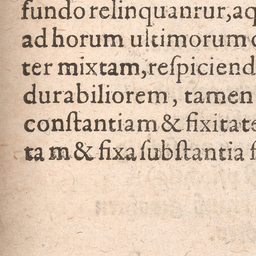 fundo relinquanrur, aq
ad horum ultimorum c
ter mixtam, reſpiciend
durabiliorem, tamen
conſtantiam & fixitate
ta m & fixa ſubſtantia f